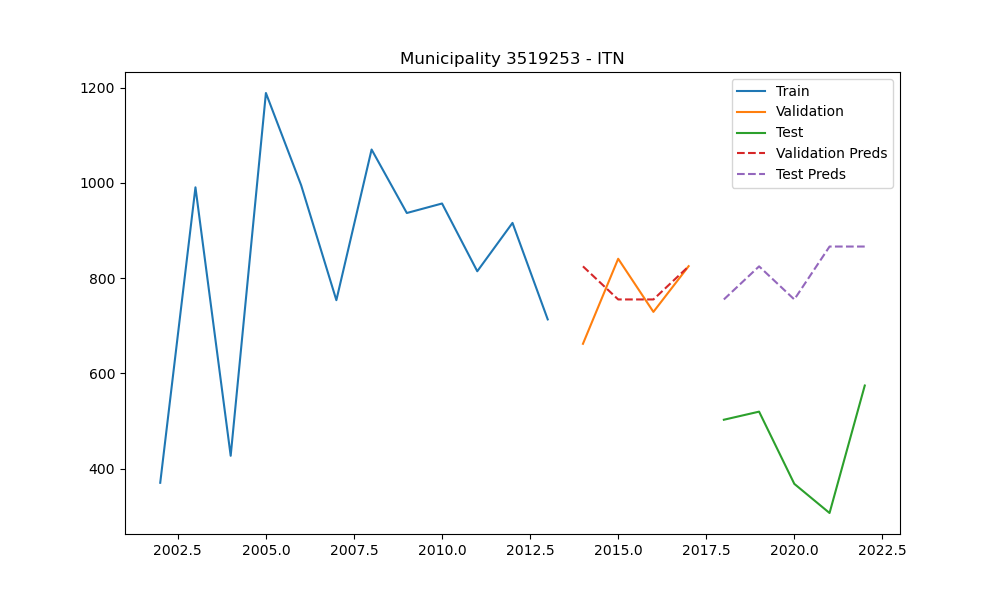 Municipality 3519253 - ITN
1200
1000
800
600
400
Train
Validation
Test
Validation Preds
Test Preds
2002.5 2005.0 2007.5 2010.0 2012.5 2015.0 2017.5 2020.0 2022.5